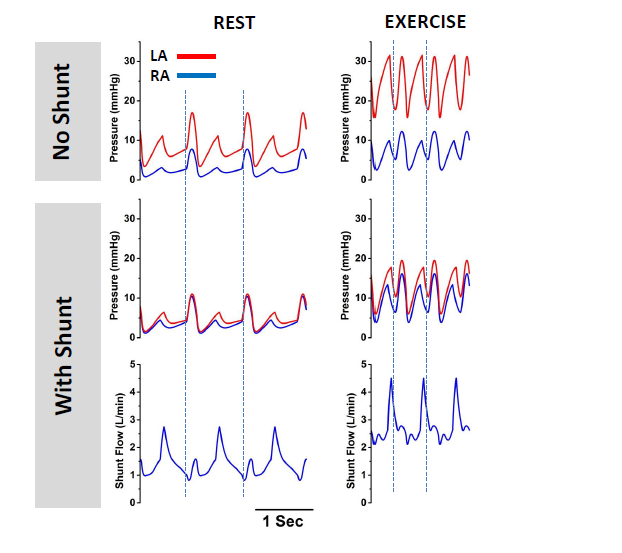 REST
EXERCISE
LA
RA
No Shunt
Pressure (mmHg)
30
20
10
0
Pressure (mmHg)
30
20
10
0
With Shunt
Pressure (mmHg)
30
20
10
0
Pressure (mmHg)
30
20
10
0
Shunt Flow (L/min)
5
4
3
2
1
0
Shunt Flow (L/min)
5
4
3
2
1
0
1 Sec